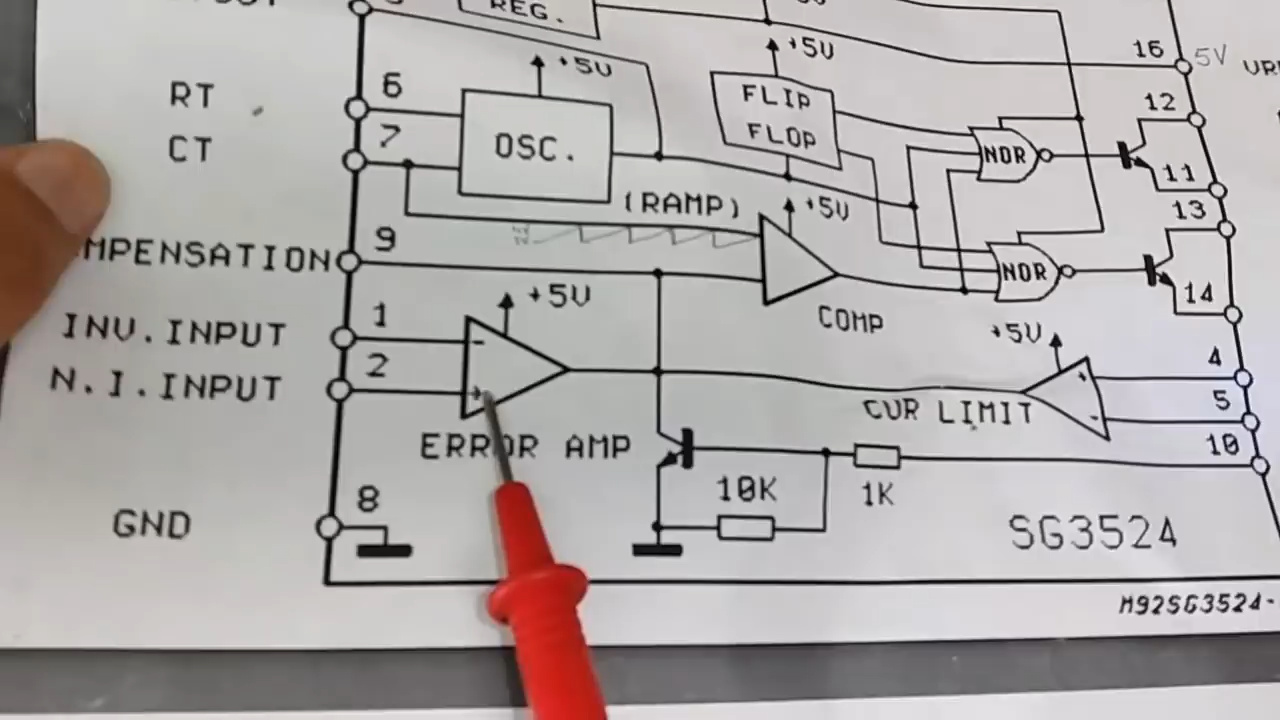 REG.
+5V
+5V
16
5V
6
RT
FLIP
FLOP
12
7
CT
OSC.
NOR
11
(RAMP)
+5V
13
MPENSATION
9
NOR
14
+5V
COMP
+5V
INV.INPUT
1
-
4
N.I.INPUT
2
+
+
5
CUR LIMIT
-
ERROR AMP
10
10K
1K
GND
8
SG3524
M92SG3524-